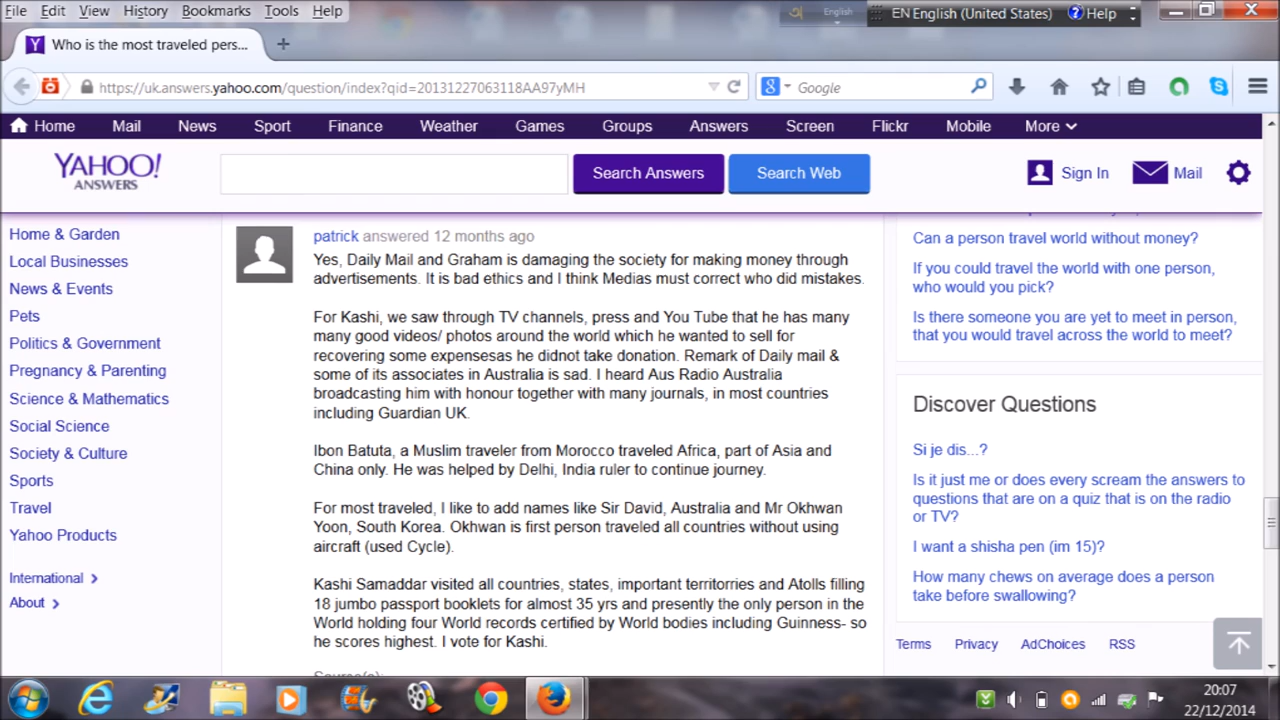 File Edit View History Bookmarks Tools Help
English
EN English (United States) Help
Who is the most traveled pers...
https://uk.answers.yahoo.com/question/index?qid=20131227063118AA97yMH
Google
Home Mail News Sport Finance Weather Games Groups Answers Screen Flickr Mobile More
YAHOO!
ANSWERS
Search Answers
Search Web
Sign In
Mail
Home & Garden
Local Businesses
News & Events
Pets
Politics & Government
Pregnancy & Parenting
Science & Mathematics
Social Science
Society & Culture
Sports
Travel
Yahoo Products
International
About
patrick answered 12 months ago
Yes, Daily Mail and Graham is damaging the society for making money through
advertisements. It is bad ethics and I think Medias must correct who did mistakes.
For Kashi, we saw through TV channels, press and You Tube that he has many
many good videos/ photos around the world which he wanted to sell for
recovering some expensesas he didnot take donation. Remark of Daily mail &
some of its associates in Australia is sad. I heard Aus Radio Australia
broadcasting him with honour together with many journals, in most countries
including Guardian UK.
Ibon Batuta, a Muslim traveler from Morocco traveled Africa, part of Asia and
China only. He was helped by Delhi, India ruler to continue journey.
For most traveled, I like to add names like Sir David, Australia and Mr Okhwan
Yoon, South Korea. Okhwan is first person traveled all countries without using
aircraft (used Cycle).
Kashi Samaddar visited all countries, states, important territorries and Atolls filling
18 jumbo passport booklets for almost 35 yrs and presently the only person in the
World holding four World records certified by World bodies including Guinness- so
he scores highest. I vote for Kashi.
Source(s):
Can a person travel world without money?
If you could travel the world with one person,
who would you pick?
Is there someone you are yet to meet in person,
that you would travel across the world to meet?
Discover Questions
Si je dis...?
Is it just me or does every scream the answers to
questions that are on a quiz that is on the radio
or TV?
I want a shisha pen (im 15)?
How many chews on average does a person
take before swallowing?
Terms Privacy AdChoices RSS
20:07
22/12/2014